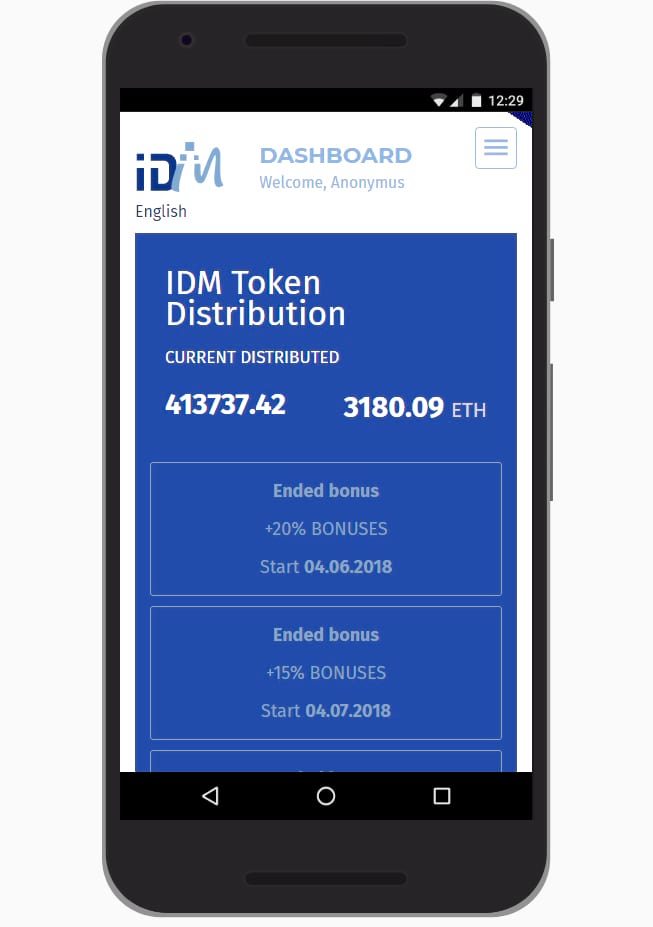 12:29
iDM
DASHBOARD
Welcome, Anonymus
English
IDM Token
Distribution
CURRENT DISTRIBUTED
413737.42
3180.09 ETH
Ended bonus
+20% BONUSES
Start 04.06.2018
Ended bonus
+15% BONUSES
Start 04.07.2018